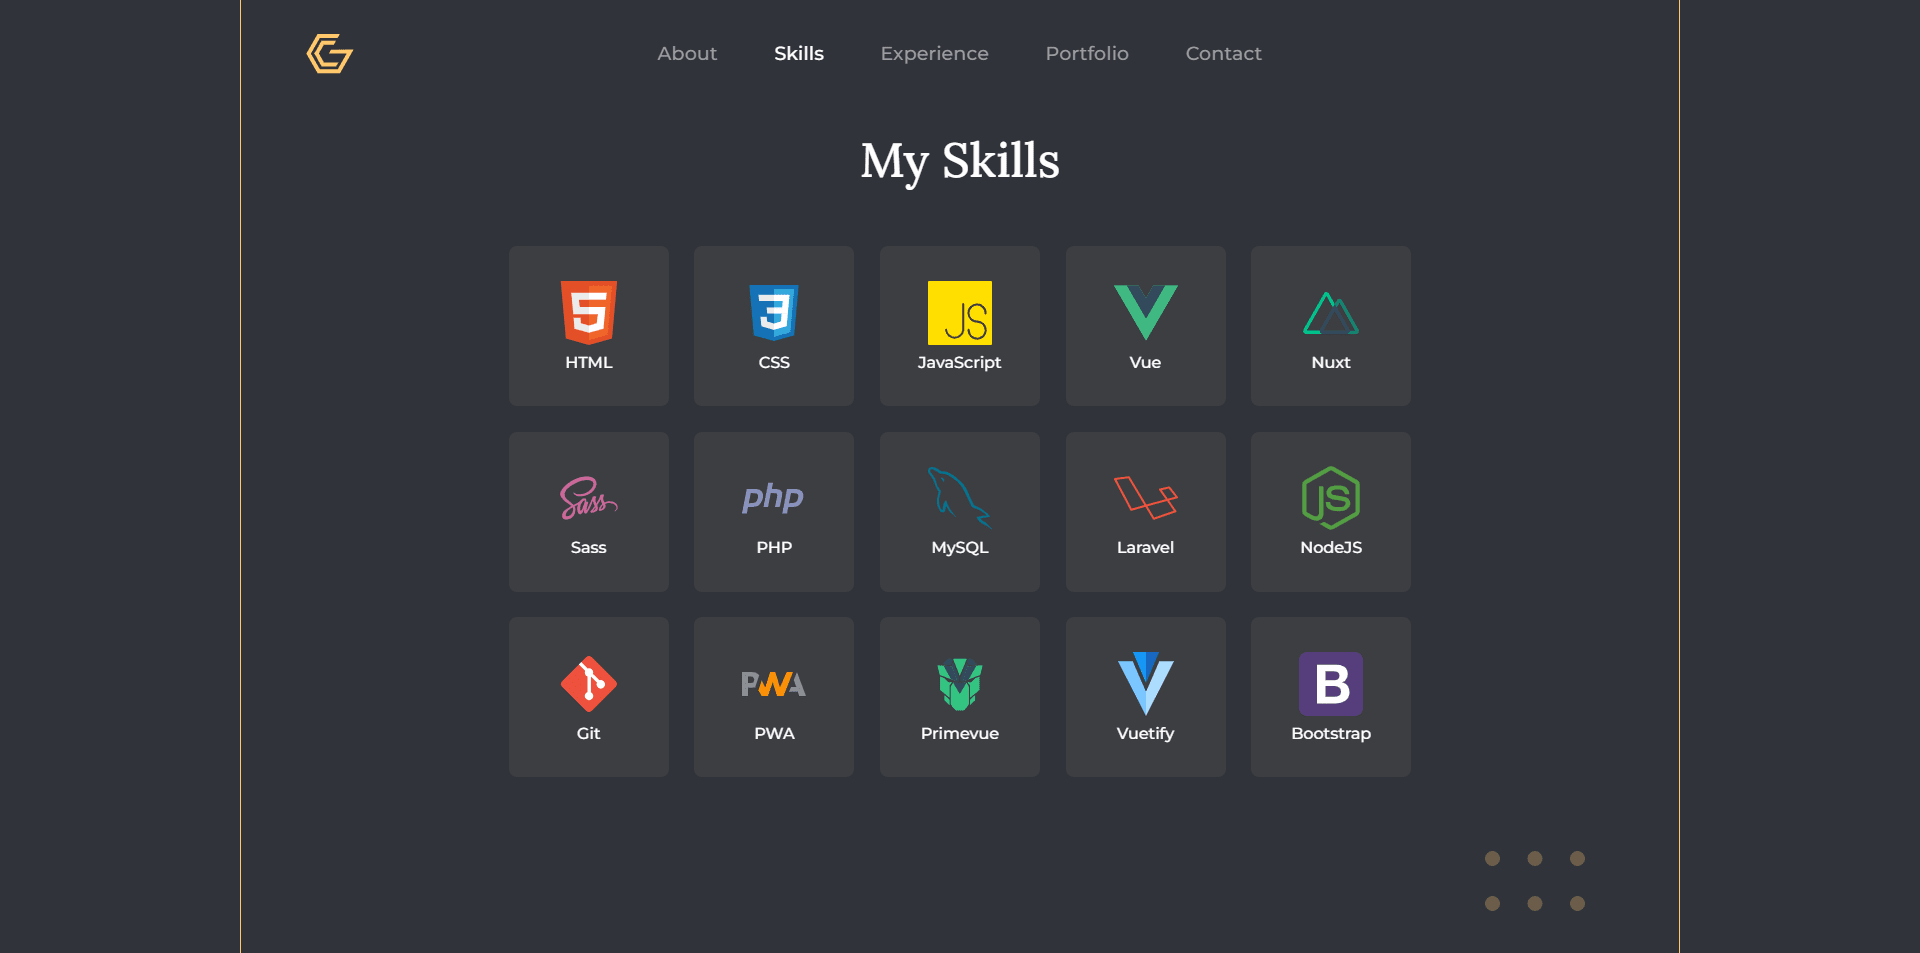 About Skills Experience Portfolio Contact
My Skills
5 3 JS
HTML CSS JavaScript Vue Nuxt
Sass php JS
Sass PHP MySQL Laravel NodeJS
PWA B
Git PWA Primevue Vuetify Bootstrap